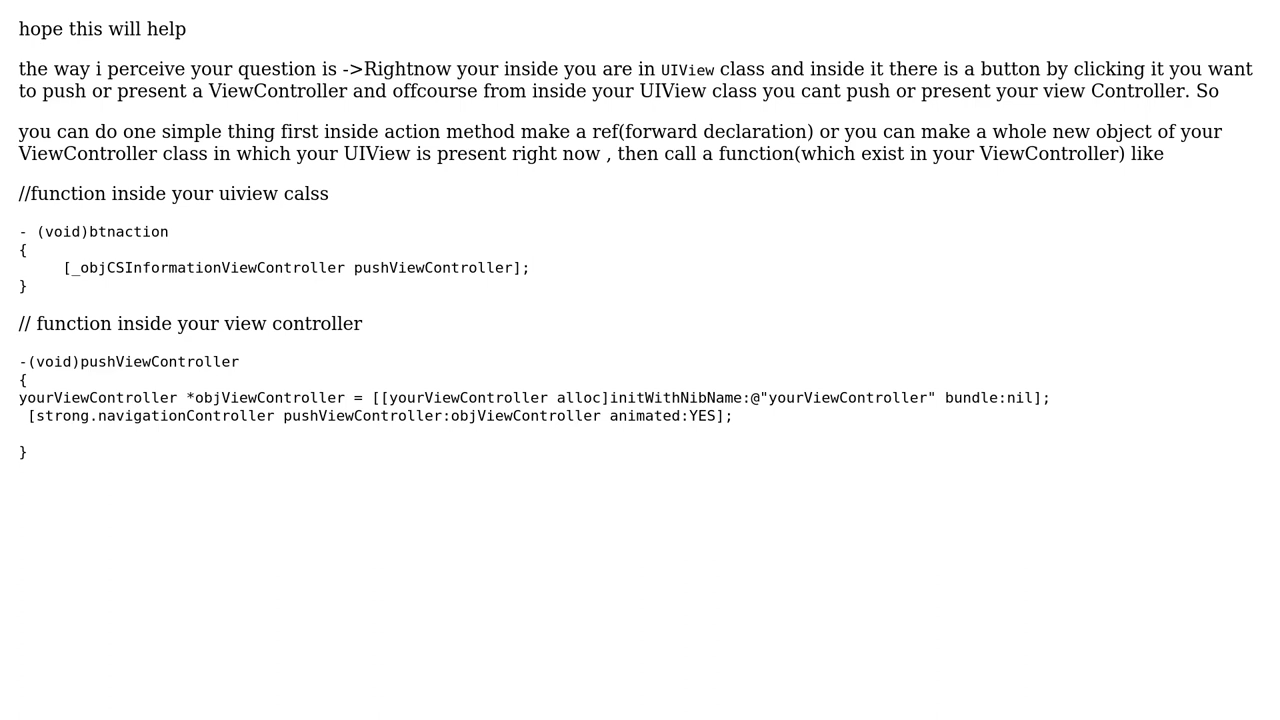 hope this will help
the way i perceive your question is ->Rightnow your inside you are in UIView class and inside it there is a button by clicking it you want
to push or present a ViewController and offcourse from inside your UIView class you cant push or present your view Controller. So
you can do one simple thing first inside action method make a ref(forward declaration) or you can make a whole new object of your
ViewController class in which your UIView is present right now , then call a function(which exist in your ViewController) like
//function inside your uiview calss
- (void)btnaction
{
     [_objCSInformationViewController pushViewController];
}
// function inside your view controller
-(void)pushViewController
{
yourViewController *objViewController = [[yourViewController alloc]initWithNibName:@"yourViewController" bundle:nil];
 [strong.navigationController pushViewController:objViewController animated:YES];
}